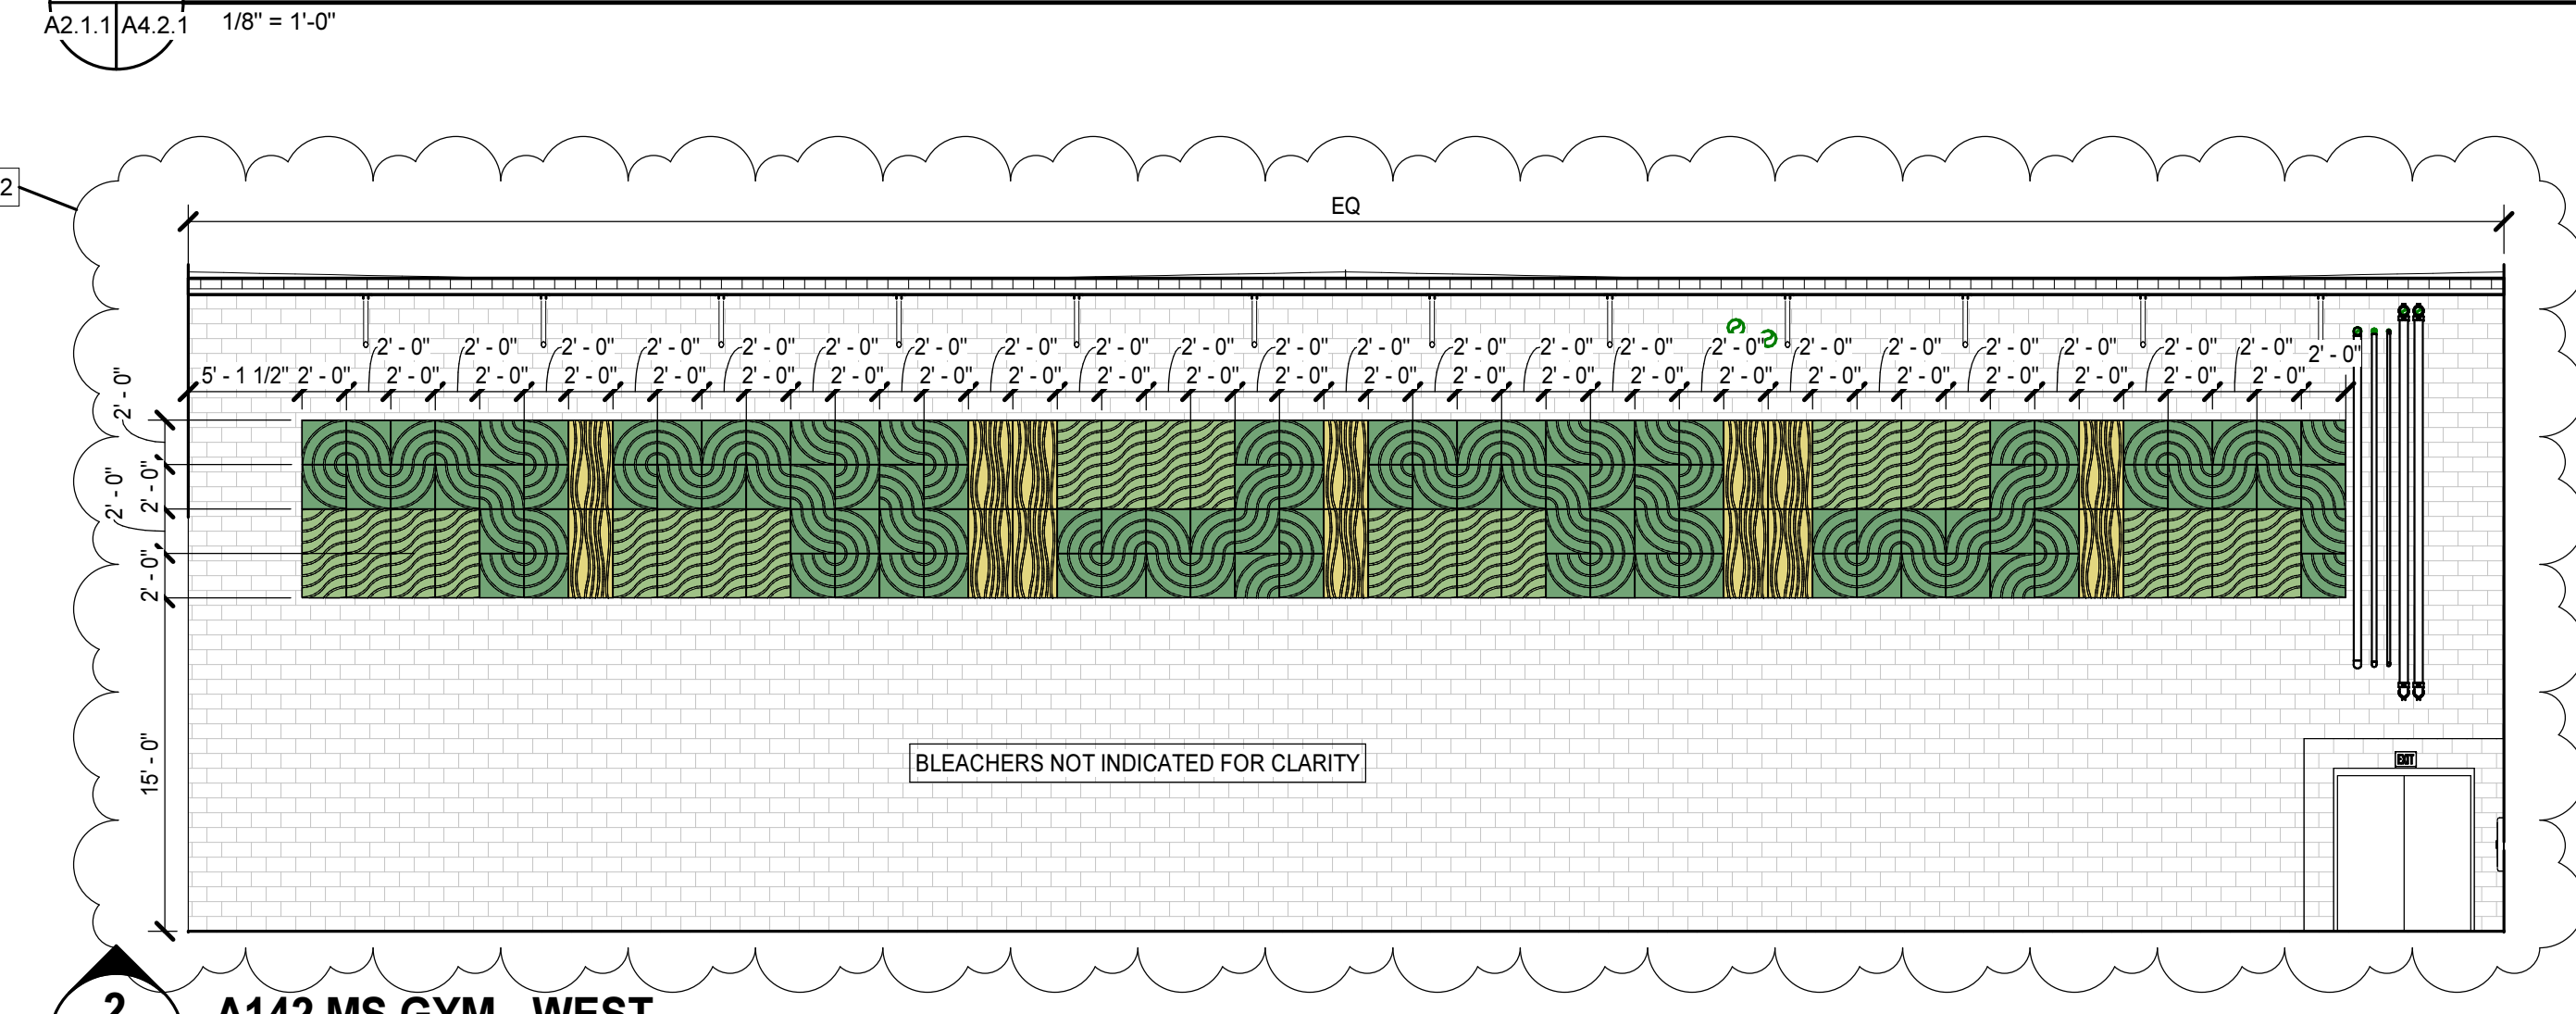 A2.1.1 A4.2.1 1/8" = 1'-0"
2
EQ
2' - 0" 2' - 0" 2' - 0" 2' - 0" 2' - 0" 2' - 0" 2' - 0" 2' - 0" 2' - 0" 2' - 0" 2' - 0" 2' - 0" 2' - 0" 2' - 0" 2' - 0" 2' - 0" 2' - 0" 2' - 0" 2' - 0" 2' - 0" 2' - 0" 2' - 0" 2' - 0"
5' - 1 1/2" 2' - 0" 2' - 0" 2' - 0" 2' - 0" 2' - 0" 2' - 0" 2' - 0" 2' - 0" 2' - 0" 2' - 0" 2' - 0" 2' - 0" 2' - 0" 2' - 0" 2' - 0" 2' - 0" 2' - 0" 2' - 0" 2' - 0" 2' - 0" 2' - 0" 2' - 0" 2' - 0"
2' - 0"
2' - 0"
2' - 0"
2' - 0"
15' - 0"
BLEACHERS NOT INDICATED FOR CLARITY
EXIT
2
A142 MS GYM - WEST